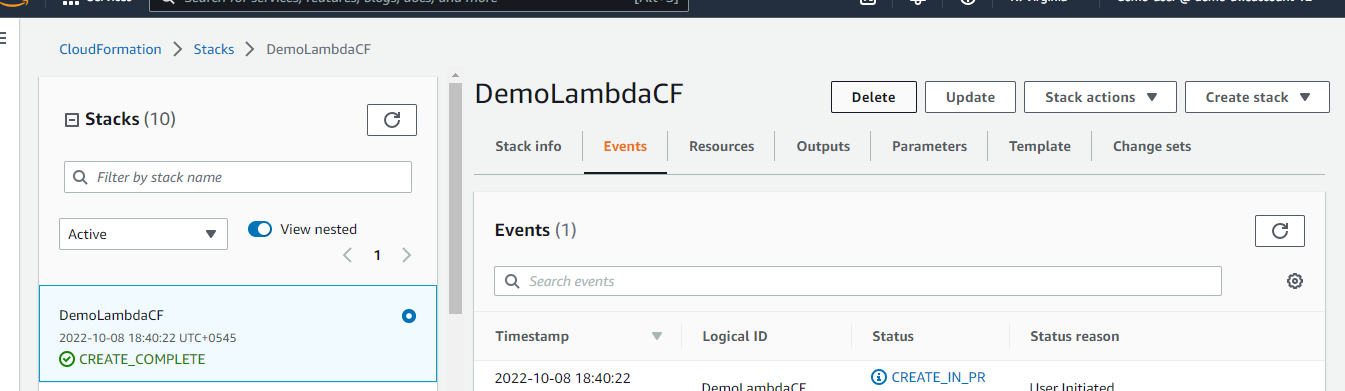 CloudFormation > Stacks > DemoLambdaCF
Stacks (10)
Filter by stack name
Active
View nested
1
DemoLambdaCF
2022-10-08 18:40:22 UTC+0545
CREATE_COMPLETE
DemoLambdaCF
Delete Update Stack actions Create stack
Stack info Events Resources Outputs Parameters Template Change sets
Events (1)
Search events
Timestamp Logical ID Status Status reason
2022-10-08 18:40:22 DemoLambdaCF CREATE_IN_PR User Initiated